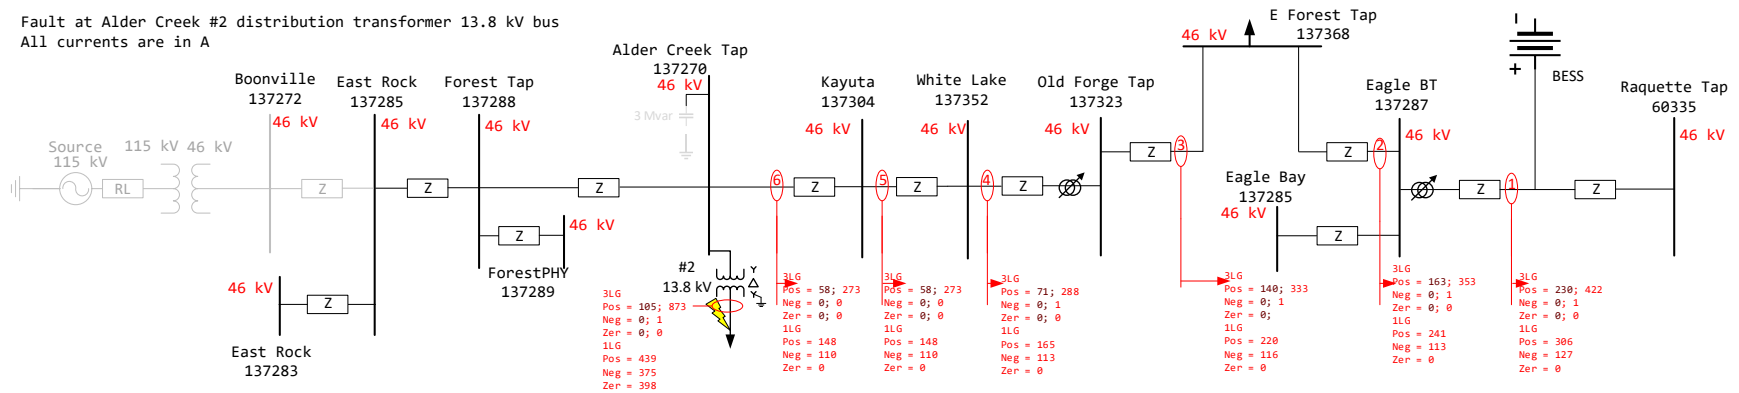 Fault at Alder Creek #2 distribution transformer 13.8 kV bus
All currents are in A
Source
115 kV
RL
115 kV
46 kV
Boonville
137272
46 kV
Z
East Rock
137285
46 kV
Z
46 kV
Z
East Rock
137283
Forest Tap
137288
46 kV
Z
46 kV
Z
ForestPHY
137289
Alder Creek Tap
137270
46 kV
3 Mvar
#2
13.8 kV
Y
Δ
Y
3LG
Pos = 105; 873
Neg = 0; 1
Zer = 0; 0
1LG
Pos = 439
Neg = 375
Zer = 398
6
Z
3LG
Pos = 58; 273
Neg = 0; 0
Zer = 0; 0
1LG
Pos = 148
Neg = 110
Zer = 0
Kayuta
137304
46 kV
5
Z
3LG
Pos = 58; 273
Neg = 0; 0
Zer = 0; 0
1LG
Pos = 148
Neg = 110
Zer = 0
White Lake
137352
46 kV
4
Z
3LG
Pos = 71; 288
Neg = 0; 1
Zer = 0; 0
1LG
Pos = 165
Neg = 113
Zer = 0
Old Forge Tap
137323
46 kV
Z
3
3LG
Pos = 140; 333
Neg = 0; 1
Zer = 0;
1LG
Pos = 220
Neg = 116
Zer = 0
E Forest Tap
137368
46 kV
Z
2
Eagle Bay
137285
46 kV
Z
Eagle BT
137287
46 kV
3LG
Pos = 163; 353
Neg = 0; 1
Zer = 0; 0
1LG
Pos = 241
Neg = 113
Zer = 0
Z
1
3LG
Pos = 230; 422
Neg = 0; 1
Zer = 0; 0
1LG
Pos = 306
Neg = 127
Zer = 0
-
+
BESS
Z
Raquette Tap
60335
46 kV